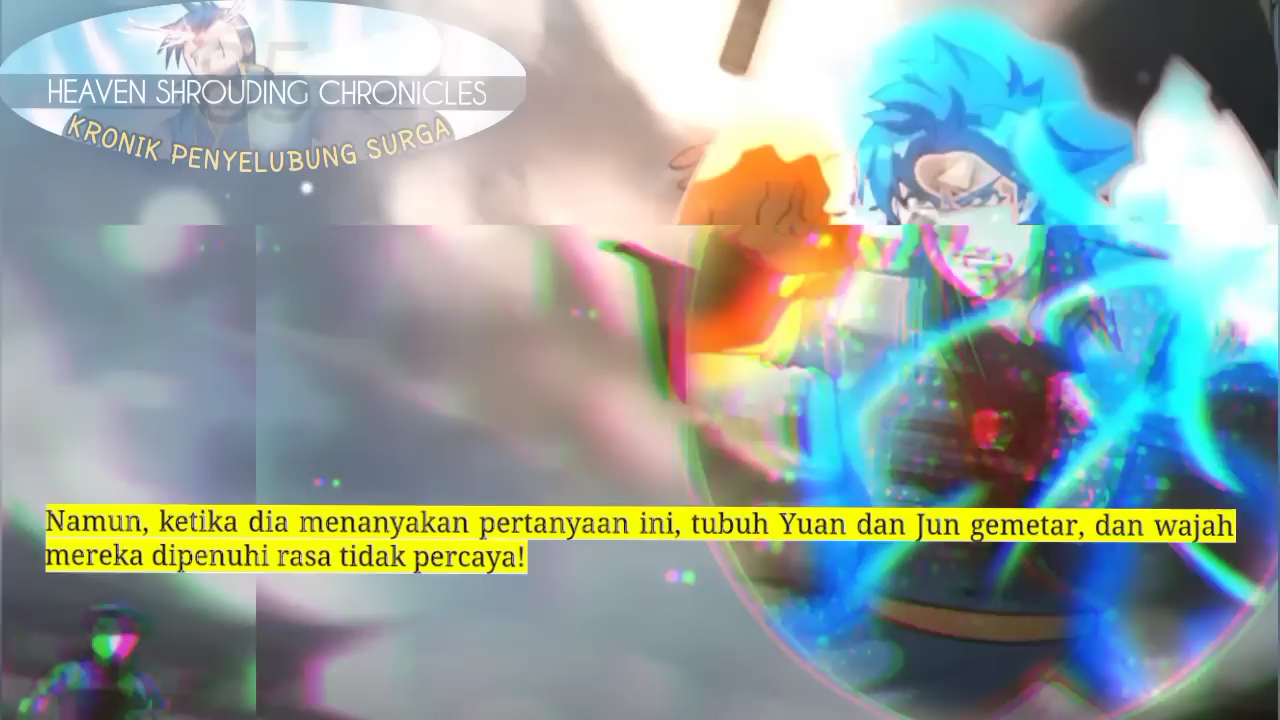 HEAVEN SHROUDING CHRONICLES
KRONIK PENYELUBUNG SURGA
Namun, ketika dia menanyakan pertanyaan ini, tubuh Yuan dan Jun gemetar, dan wajah
mereka dipenuhi rasa tidak percaya!